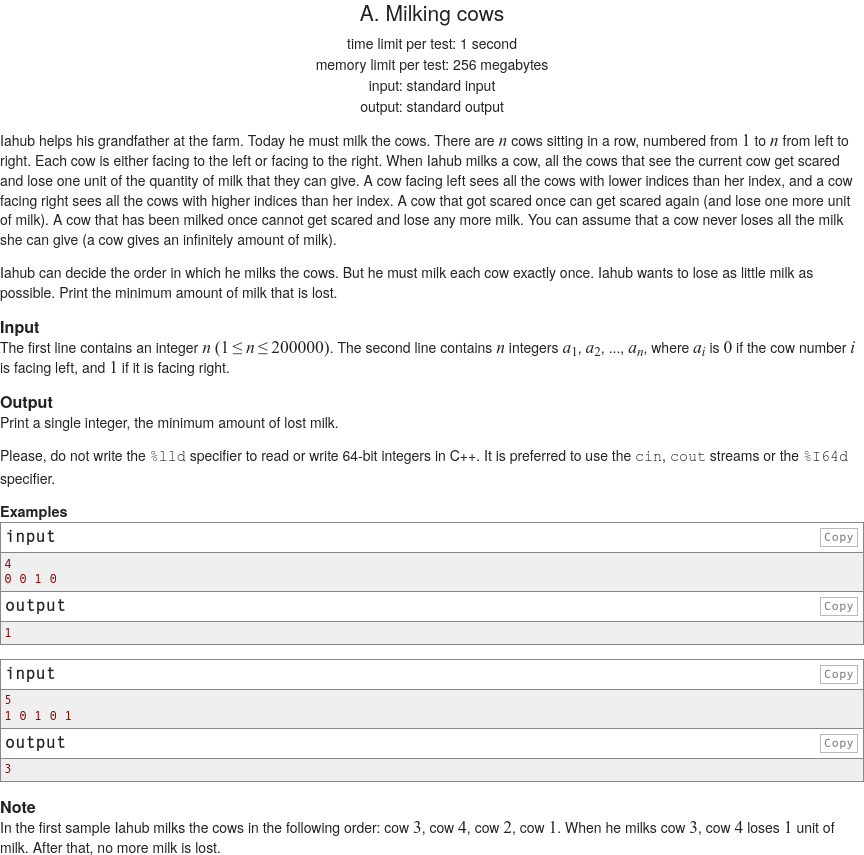 A. Milking cows
time limit per test: 1 second
memory limit per test: 256 megabytes
input: standard input
output: standard output
Iahub helps his grandfather at the farm. Today he must milk the cows. There are n cows sitting in a row, numbered from 1 to n from left to
right. Each cow is either facing to the left or facing to the right. When Iahub milks a cow, all the cows that see the current cow get scared
and lose one unit of the quantity of milk that they can give. A cow facing left sees all the cows with lower indices than her index, and a cow
facing right sees all the cows with higher indices than her index. A cow that got scared once can get scared again (and lose one more unit
of milk). A cow that has been milked once cannot get scared and lose any more milk. You can assume that a cow never loses all the milk
she can give (a cow gives an infinitely amount of milk).
Iahub can decide the order in which he milks the cows. But he must milk each cow exactly once. Iahub wants to lose as little milk as
possible. Print the minimum amount of milk that is lost.
Input
The first line contains an integer n (1 ≤ n ≤ 200000). The second line contains n integers a1, a2, ..., an, where ai is 0 if the cow number i
is facing left, and 1 if it is facing right.
Output
Print a single integer, the minimum amount of lost milk.
Please, do not write the %lld specifier to read or write 64-bit integers in C++. It is preferred to use the cin, cout streams or the %I64d
specifier.
Examples
input Copy
4
0 0 1 0
output Copy
1
input Copy
5
1 0 1 0 1
output Copy
3
Note
In the first sample Iahub milks the cows in the following order: cow 3, cow 4, cow 2, cow 1. When he milks cow 3, cow 4 loses 1 unit of
milk. After that, no more milk is lost.